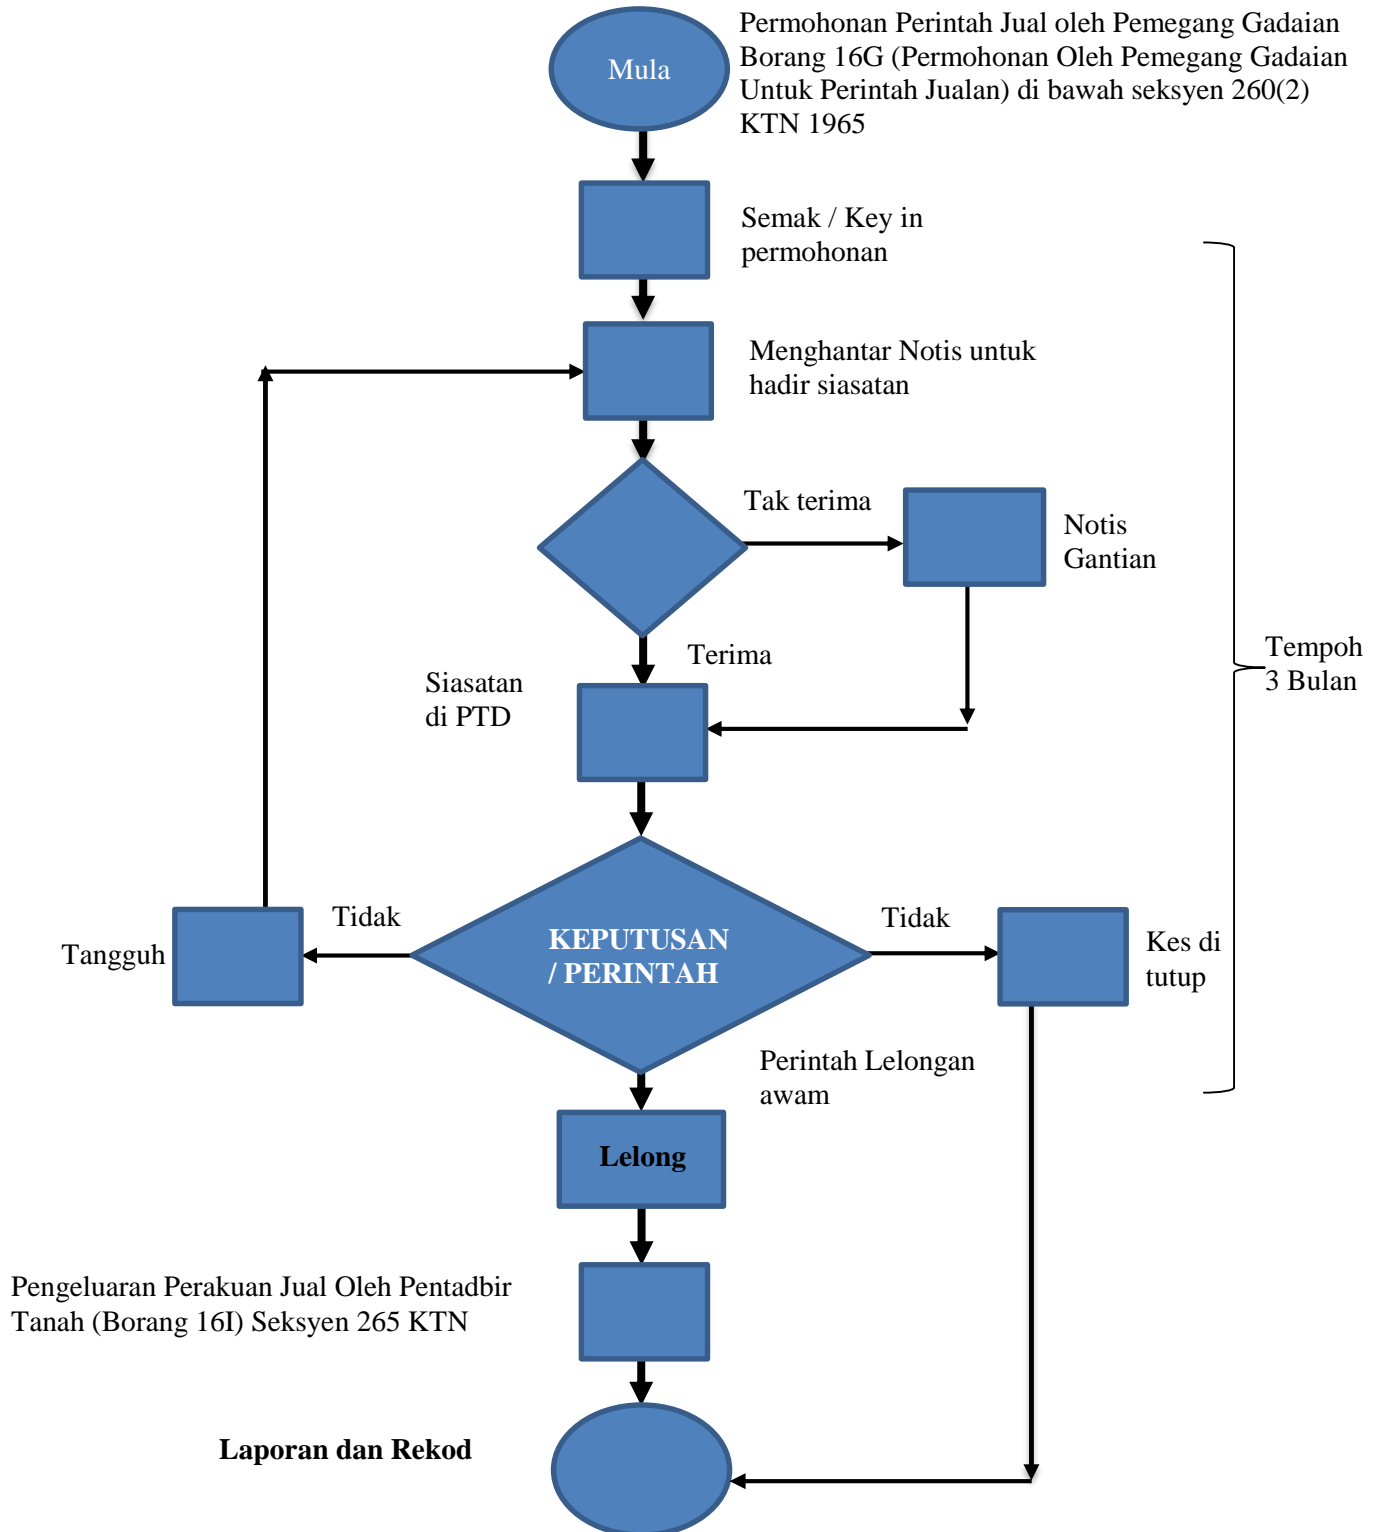 Mula
Permohonan Perintah Jual oleh Pemegang Gadaian
Borang 16G (Permohonan Oleh Pemegang Gadaian
Untuk Perintah Jualan) di bawah seksyen 260(2)
KTN 1965
Semak / Key in
permohonan
Menghantar Notis untuk
hadir siasatan
Tak terima
Notis
Gantian
Terima
Siasatan
di PTD
Tempoh
3 Bulan
Tidak
Tangguh
KEPUTUSAN
/ PERINTAH
Tidak
Kes di
tutup
Perintah Lelongan
awam
Lelong
Pengeluaran Perakuan Jual Oleh Pentadbir
Tanah (Borang 16I) Seksyen 265 KTN
Laporan dan Rekod